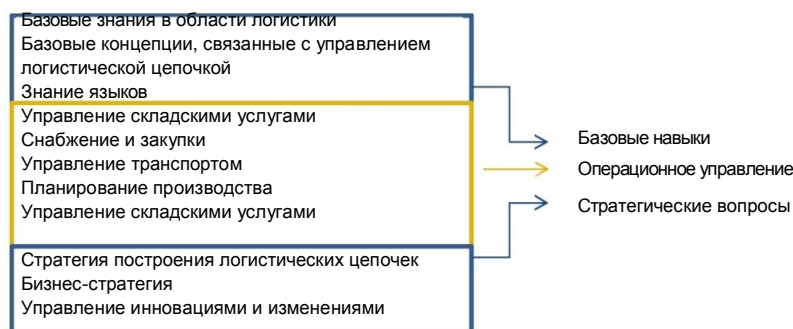 Базовые знания в области логистики
Базовые концепции, связанные с управлением
логистической цепочкой
Знание языков
Управление складскими услугами
Снабжение и закупки
Управление транспортом
Планирование производства
Управление складскими услугами
Стратегия построения логистических цепочек
Бизнес-стратегия
Управление инновациями и изменениями
Базовые навыки
Операционное управление
Стратегические вопросы